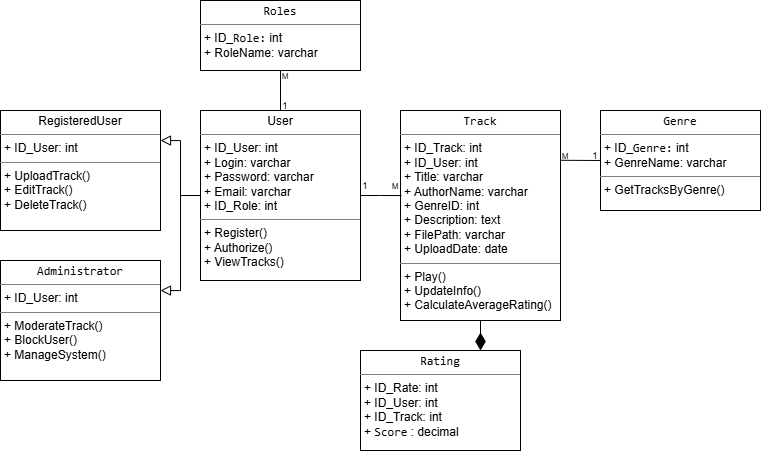 Roles
+ ID_Role: int
+ RoleName: varchar
M
1
RegisteredUser
+ ID_User: int
+ UploadTrack()
+ EditTrack()
+ DeleteTrack()
User
+ ID_User: int
+ Login: varchar
+ Password: varchar
+ Email: varchar
+ ID_Role: int
+ Register()
+ Authorize()
+ ViewTracks()
1
M
Track
+ ID_Track: int
+ ID_User: int
+ Title: varchar
+ AuthorName: varchar
+ GenreID: int
+ Description: text
+ FilePath: varchar
+ UploadDate: date
+ Play()
+ UpdateInfo()
+ CalculateAverageRating()
M
1
Genre
+ ID_Genre: int
+ GenreName: varchar
+ GetTracksByGenre()
Administrator
+ ID_User: int
+ ModerateTrack()
+ BlockUser()
+ ManageSystem()
Rating
+ ID_Rate: int
+ ID_User: int
+ ID_Track: int
+ Score : decimal